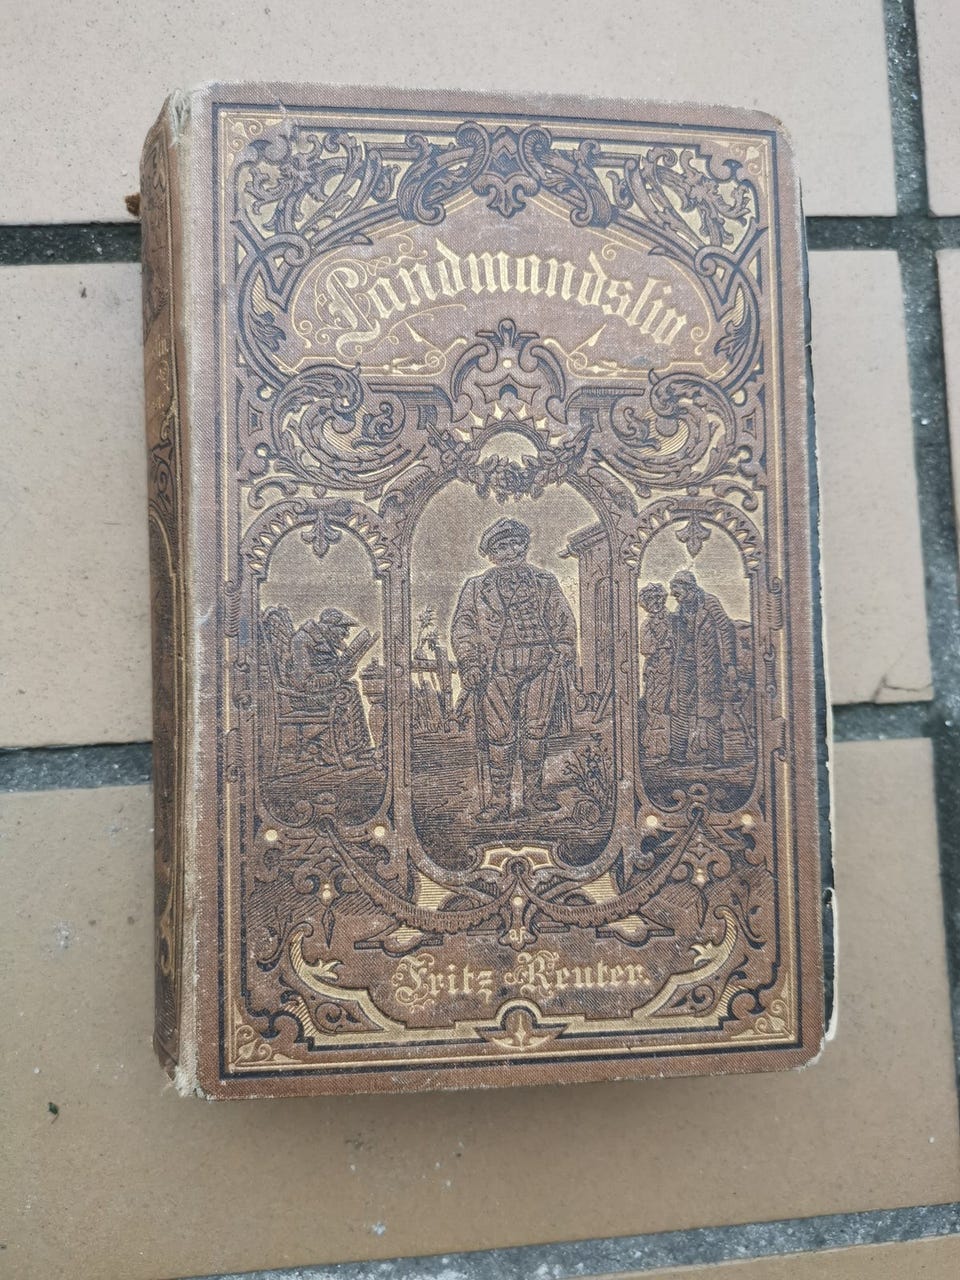 Landmandsliv
Fritz Reuter.